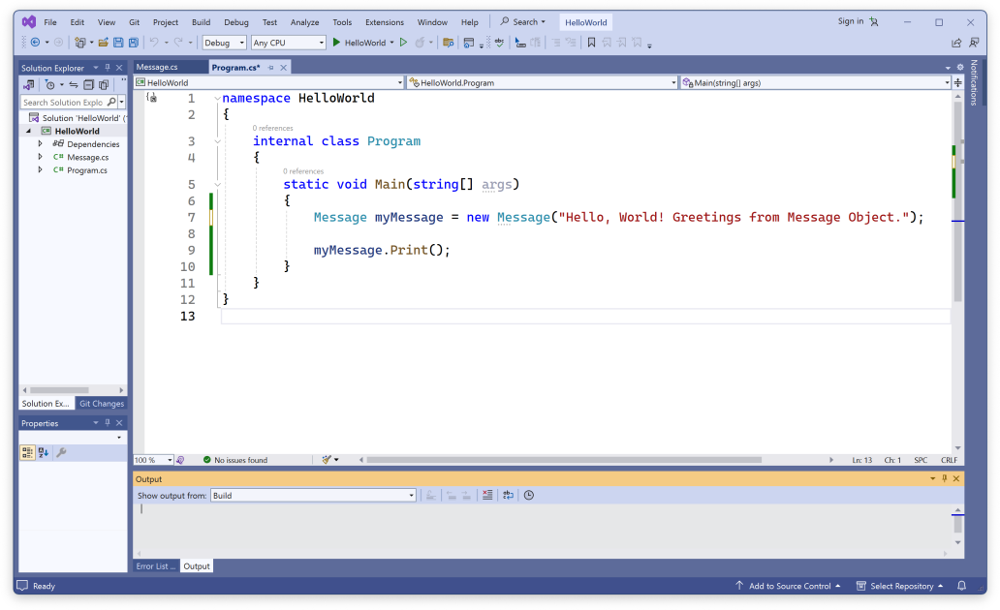 File Edit View Git Project Build Debug Test Analyze Tools Extensions Window Help Search HelloWorld Sign in
Debug Any CPU HelloWorld
Solution Explorer
Search Solution Explo
Solution 'HelloWorld' (
HelloWorld
Dependencies
C# Message.cs
C# Program.cs
Solution Ex... Git Changes
Properties
Message.cs Program.cs*
HelloWorld HelloWorld.Program Main(string[] args)
1 namespace HelloWorld
2 {
0 references
3 internal class Program
4 {
0 references
5 static void Main(string[] args)
6 {
7 Message myMessage = new Message("Hello, World! Greetings from Message Object.");
8
9 myMessage.Print();
10 }
11 }
12 }
13
Notifications
100 % No issues found Ln: 13 Ch: 1 SPC CRLF
Output
Show output from: Build
Error List ... Output
Ready Add to Source Control Select Repository